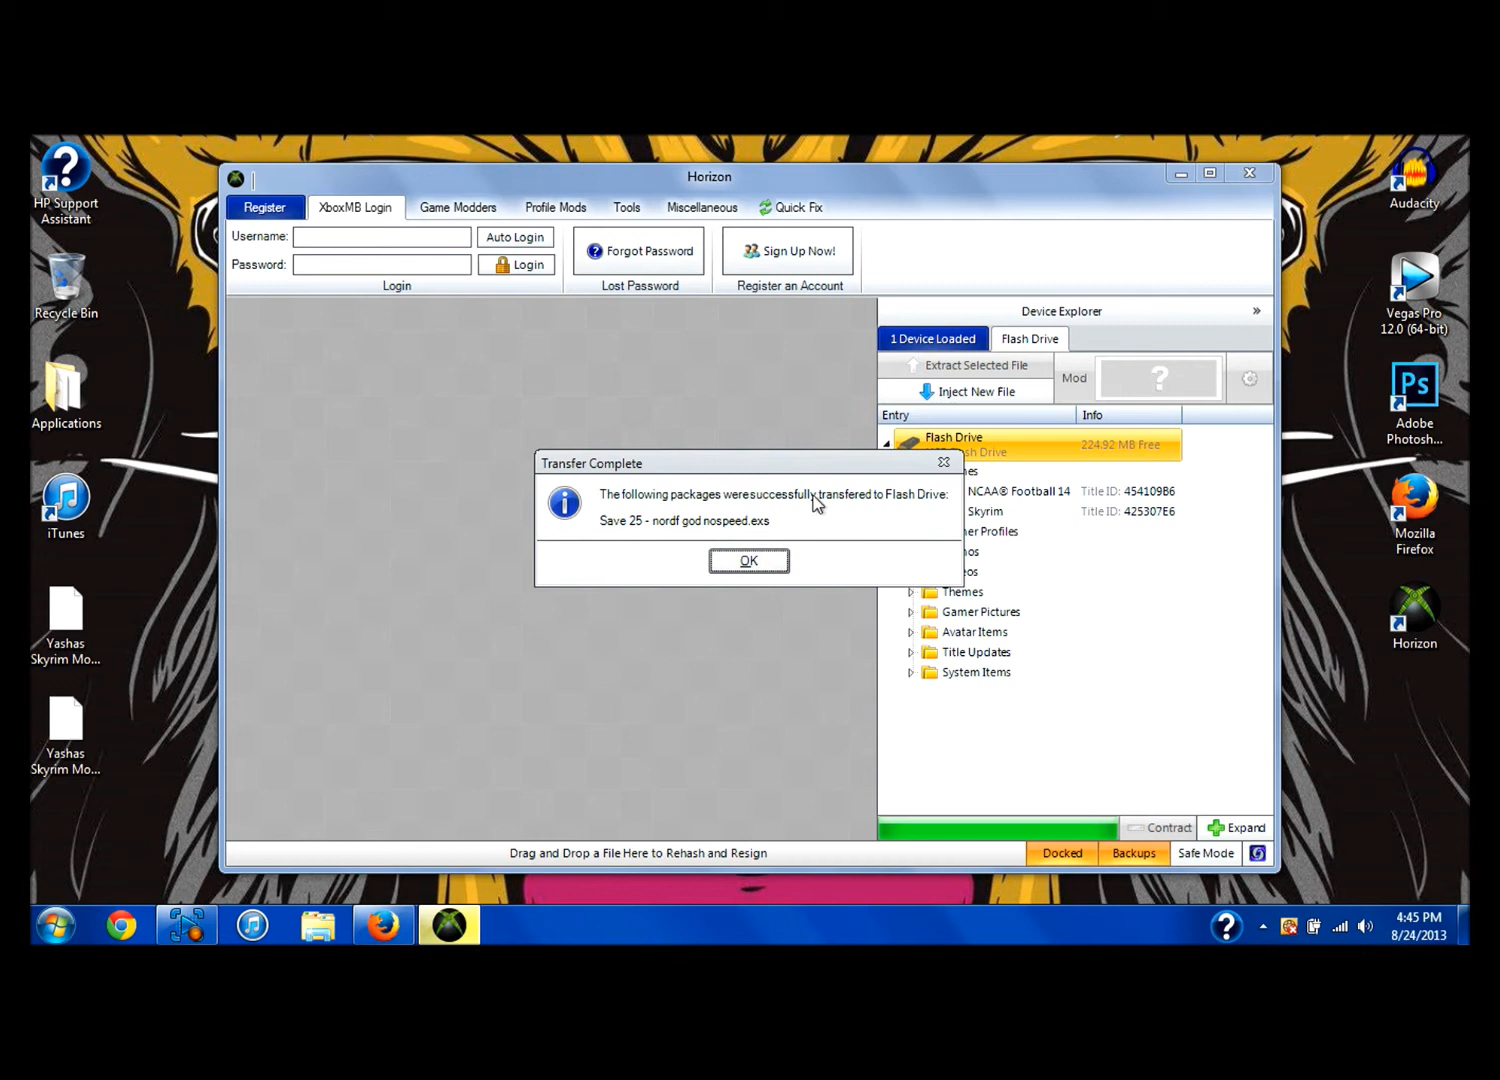 HP Support
Assistant
Recycle Bin
Applications
iTunes
Yashas
Skyrim Mo...
Yashas
Skyrim Mo...
Horizon
Register
XboxMB Login
Game Modders
Profile Mods
Tools
Miscellaneous
Quick Fix
Username:
Auto Login
Forgot Password
Sign Up Now!
Password:
Login
Login
Lost Password
Register an Account
Device Explorer
»
1 Device Loaded
Flash Drive
Extract Selected File
Mod
?
Inject New File
Entry
Info
Flash Drive
224.92 MB Free
Drive
NCAA® Football 14
Title ID: 454109B6
Skyrim
Title ID: 425307E6
er Profiles
Themes
Gamer Pictures
Avatar Items
Title Updates
System Items
Transfer Complete
The following packages were successfully transfered to Flash Drive:
Save 25 - nordf god nospeed.exs
OK
Contract
Expand
Drag and Drop a File Here to Rehash and Resign
Docked
Backups
Safe Mode
Audacity
Vegas Pro
12.0 (64-bit)
Ps
Adobe
Photosh...
Mozilla
Firefox
Horizon
4:45 PM
8/24/2013